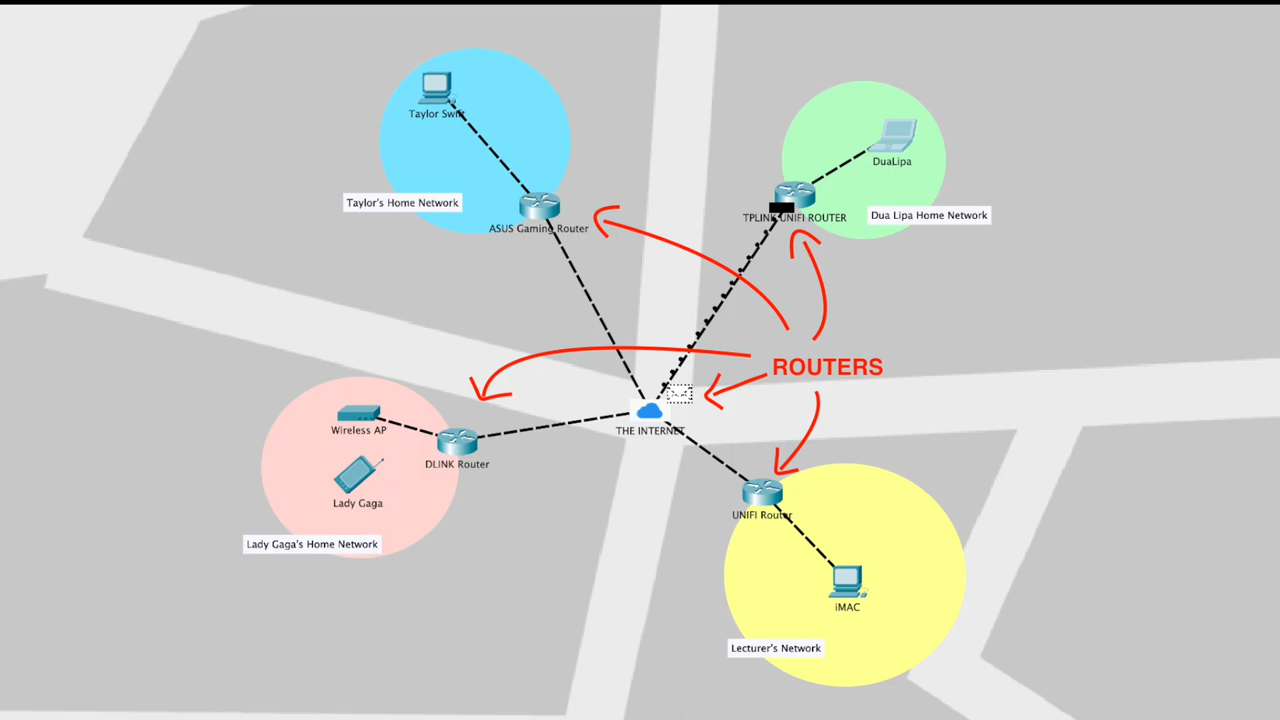 Taylor Swift
Taylor's Home Network
ASUS Gaming Router
DuaLipa
TPLINK UNIFI ROUTER
Dua Lipa Home Network
ROUTERS
THE INTERNET
Wireless AP
DLINK Router
Lady Gaga
Lady Gaga's Home Network
UNIFI Router
iMAC
Lecturer's Network